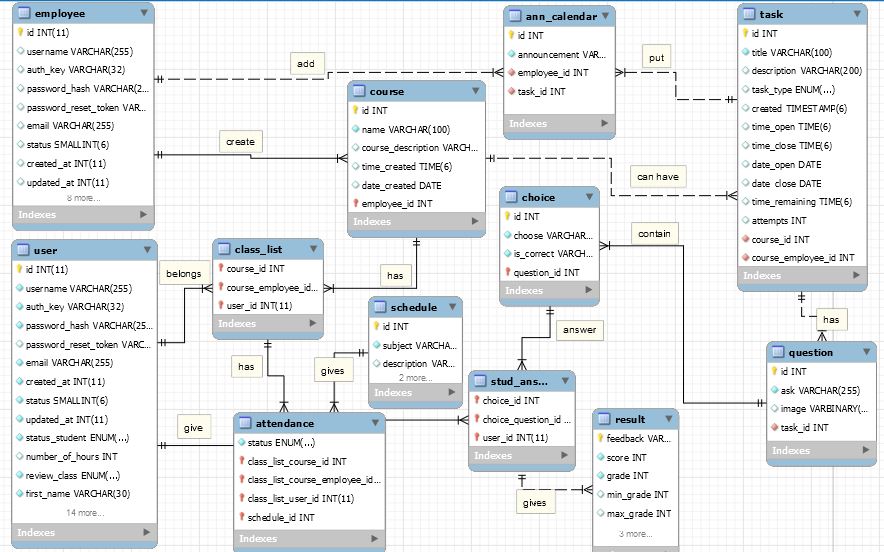 employee
id INT(11)
username VARCHAR(255)
auth_key VARCHAR(32)
password_hash VARCHAR(2...
password_reset_token VAR...
email VARCHAR(255)
status SMALLINT(6)
created_at INT(11)
updated_at INT(11)
8 more...
Indexes
add
create
course
id INT
name VARCHAR(100)
course_description VARCH...
time_created TIME(6)
date_created DATE
employee_id INT
Indexes
ann_calendar
id INT
announcement VAR...
employee_id INT
task_id INT
Indexes
put
can have
task
id INT
title VARCHAR(100)
description VARCHAR(200)
task_type ENUM(...)
created TIMESTAMP(6)
time_open TIME(6)
time_close TIME(6)
date_open DATE
date close DATE
time_remaining TIME(6)
attempts INT
course_id INT
course_employee_id INT
Indexes
choice
id INT
choose VARCHAR...
is_correct VARCH...
question_id INT
Indexes
contain
user
id INT(11)
username VARCHAR(255)
auth_key VARCHAR(32)
password_hash VARCHAR(25...
password_reset_token VARC...
email VARCHAR(255)
created_at INT(11)
status SMALLINT(6)
updated_at INT(11)
status_student ENUM(...)
number_of_hours INT
review_class ENUM(...)
first_name VARCHAR(30)
14 more...
Indexes
belongs
class_list
course_id INT
course_employee_id...
user_id INT(11)
Indexes
has
has
give
gives
schedule
id INT
subject VARCHA...
description VAR...
2 more...
Indexes
answer
has
question
id INT
ask VARCHAR(255)
image VARBINARY(...
task_id INT
Indexes
attendance
status ENUM(...)
class_list_course_id INT
class_list_course_employee_id...
class_list_user_id INT(11)
schedule_id INT
Indexes
stud_ans...
choice_id INT
choice_question_id ...
user_id INT(11)
Indexes
gives
result
feedback VAR...
score INT
grade INT
min_grade INT
max_grade INT
3 more...
Indexes